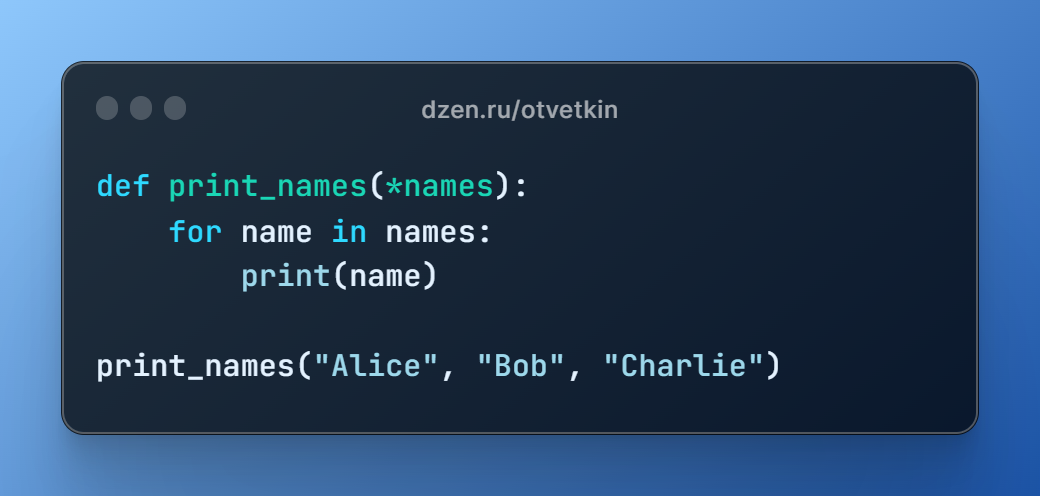 dzen.ru/otvetkin
def print_names(*names):
    for name in names:
        print(name)
print_names("Alice", "Bob", "Charlie")